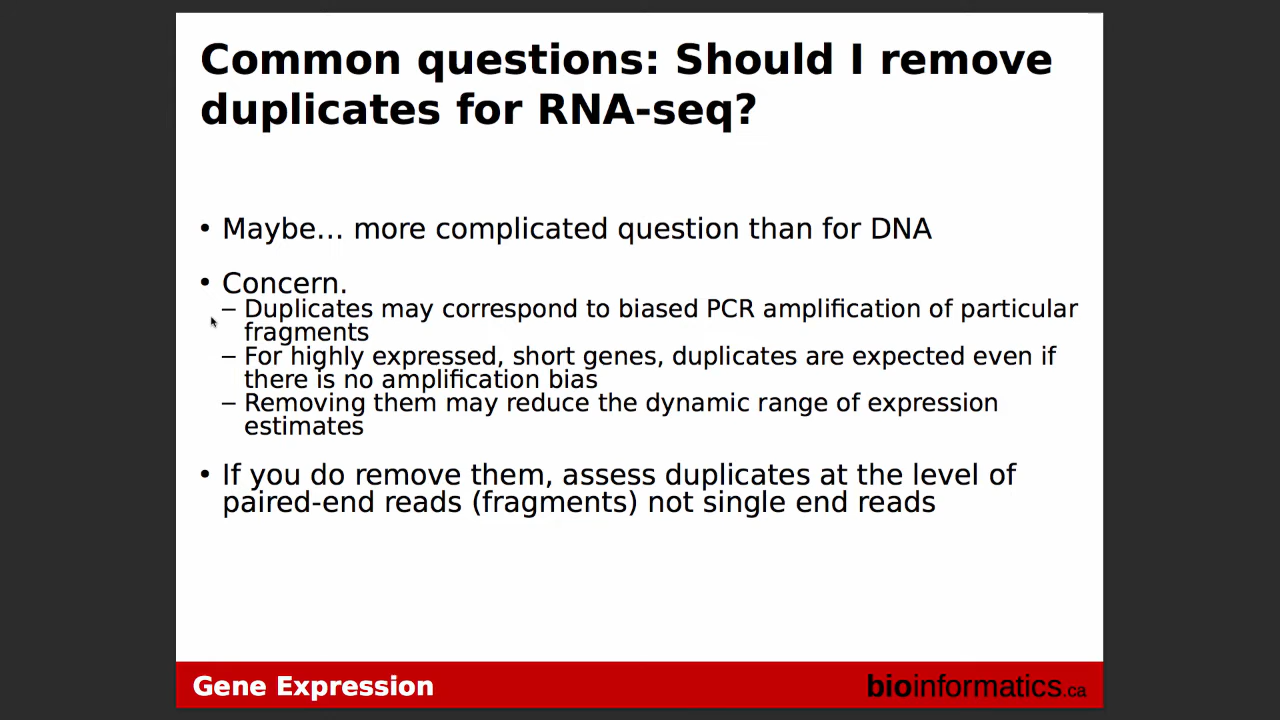 Common questions: Should I remove
duplicates for RNA-seq?
• Maybe... more complicated question than for DNA
• Concern.
– Duplicates may correspond to biased PCR amplification of particular
fragments
– For highly expressed, short genes, duplicates are expected even if
there is no amplification bias
– Removing them may reduce the dynamic range of expression
estimates
• If you do remove them, assess duplicates at the level of
paired-end reads (fragments) not single end reads
Gene Expression
bioinformatics.ca